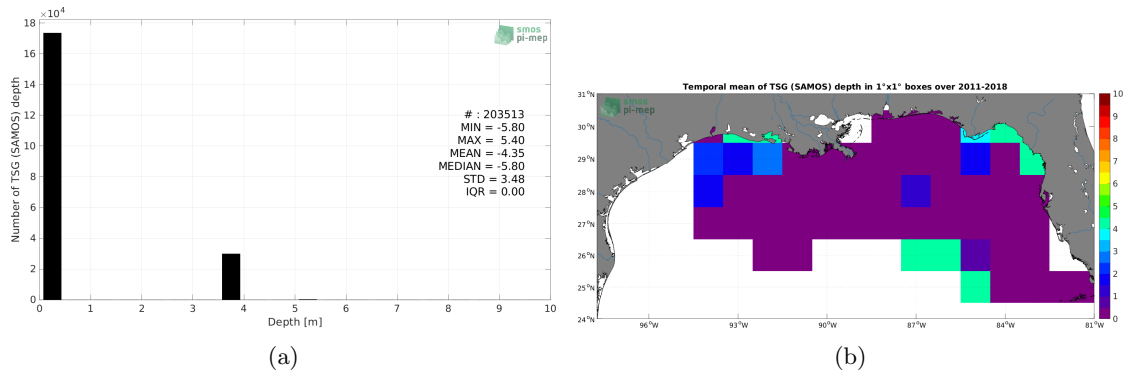 ×10⁴
18
16
14
12
10
8
6
4
2
0
0 1 2 3 4 5 6 7 8 9 10
Number of TSG (SAMOS) depth
Depth [m]
smos
pi-mep
# : 203513
MIN = -5.80
MAX = 5.40
MEAN = -4.35
MEDIAN = -5.80
STD = 3.48
IQR = 0.00
(a)
Temporal mean of TSG (SAMOS) depth in 1°x1° boxes over 2011-2018
smos
pi-mep
31°N
30°N
29°N
28°N
27°N
26°N
25°N
24°N
96°W 93°W 90°W 87°W 84°W 81°W
10
9
8
7
6
5
4
3
2
1
0
(b)